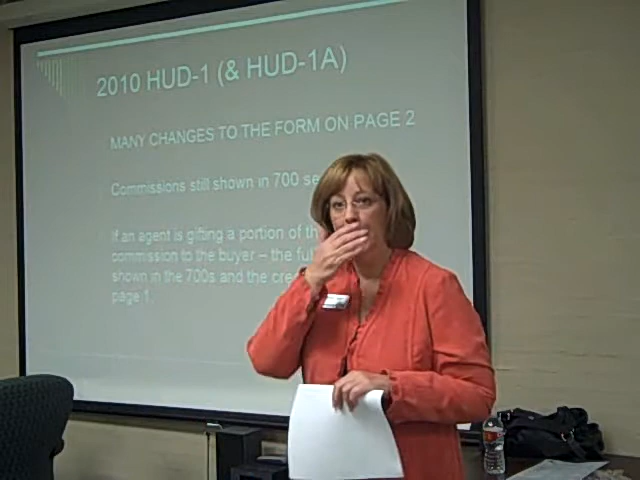 2010 HUD-1 (& HUD-1A)
MANY CHANGES TO THE FORM ON PAGE 2
Commissions still shown in 700 se
If an agent is gifting a portion of th
commission to the buyer – the ful
shown in the 700s and the cre
page 1.